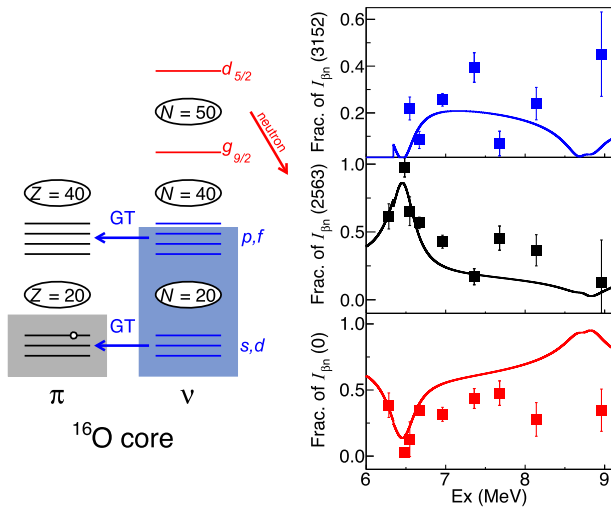 d5/2
N = 50
neutron
g9/2
Z = 40
N = 40
GT
p,f
Z = 20
N = 20
GT
s,d
π
ν
16O core
Frac. of Iβn (3152)
0.6
0.4
0.2
Frac. of Iβn (2563)
1.0
0.5
0.0
Frac. of Iβn (0)
1.0
0.5
0.0
6
7
8
9
Ex (MeV)